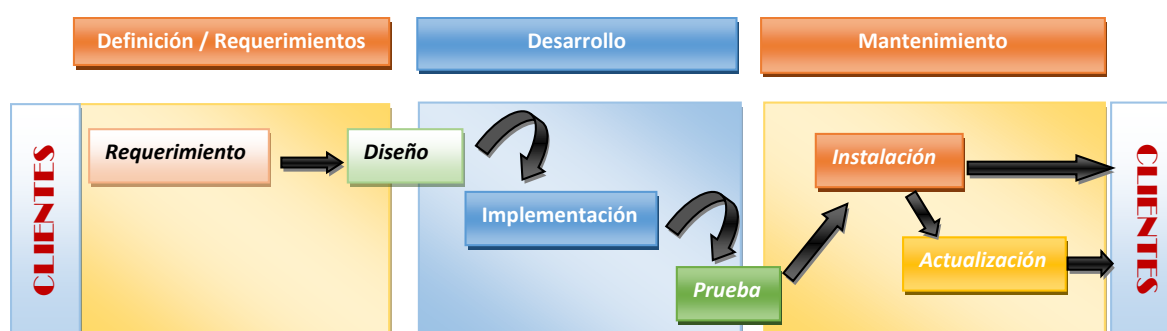 Definición / Requerimientos
Desarrollo
Mantenimiento
CLIENTES
Requerimiento
Diseño
Implementación
Prueba
Instalación
Actualización
CLIENTES